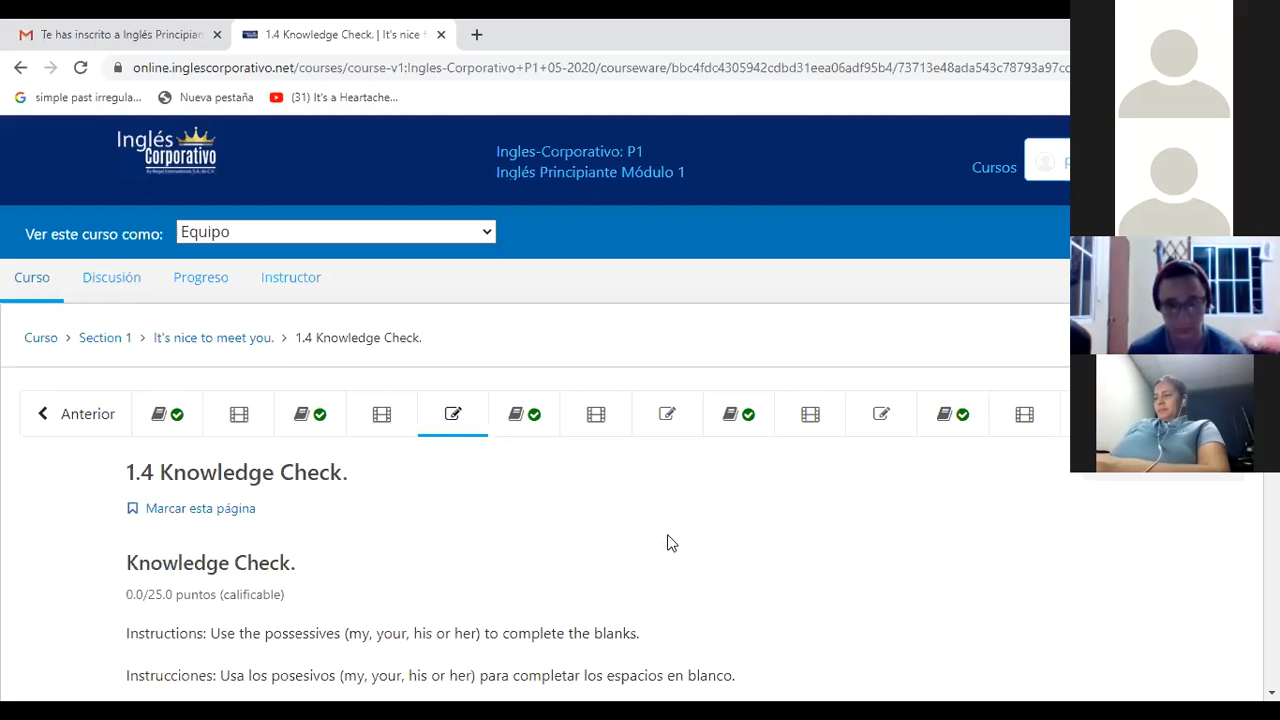 Te has inscrito a Inglés Principian
1.4 Knowledge Check. | It's nice
online.inglescorporativo.net/courses/course-v1:Ingles-Corporativo+P1+05-2020/courseware/bbc4fdc4305942cdbd31eea06adf95b4/73713e48ada543c78793a97cc
simple past irregula...
Nueva pestaña
(31) It's a Heartache...
Inglés
Corporativo
Ingles-Corporativo: P1
Inglés Principiante Módulo 1
Cursos
Ver este curso como:
Equipo
Curso
Discusión
Progreso
Instructor
Curso > Section 1 > It's nice to meet you. > 1.4 Knowledge Check.
Anterior
1.4 Knowledge Check.
Marcar esta página
Knowledge Check.
0.0/25.0 puntos (calificable)
Instructions: Use the possessives (my, your, his or her) to complete the blanks.
Instrucciones: Usa los posesivos (my, your, his or her) para completar los espacios en blanco.